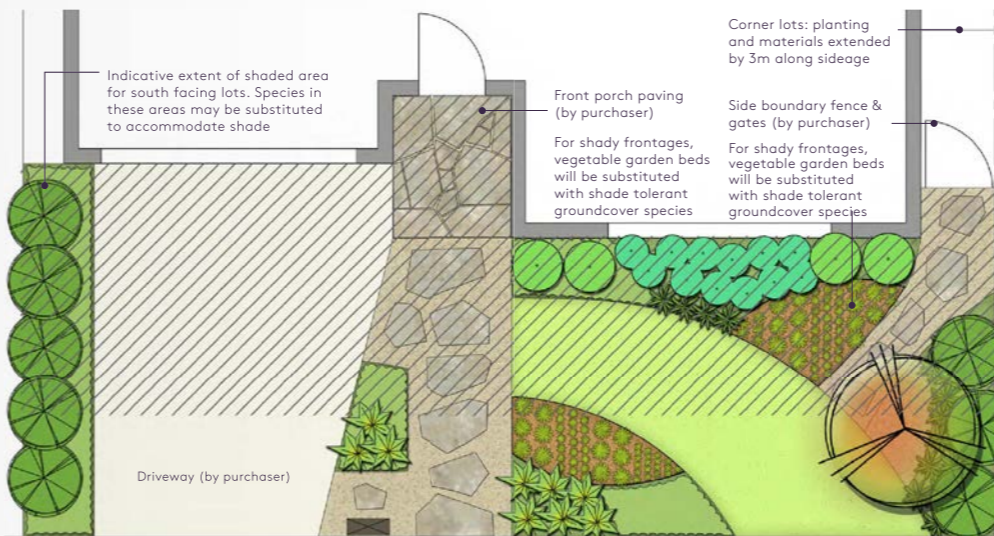 Indicative extent of shaded area
for south facing lots. Species in
these areas may be substituted
to accommodate shade
Front porch paving
(by purchaser)
For shady frontages,
vegetable garden beds
will be substituted
with shade tolerant
groundcover species
Corner lots: planting
and materials extended
by 3m along sideage
Side boundary fence &
gates (by purchaser)
For shady frontages,
vegetable garden beds
will be substituted
with shade tolerant
groundcover species
Driveway (by purchaser)